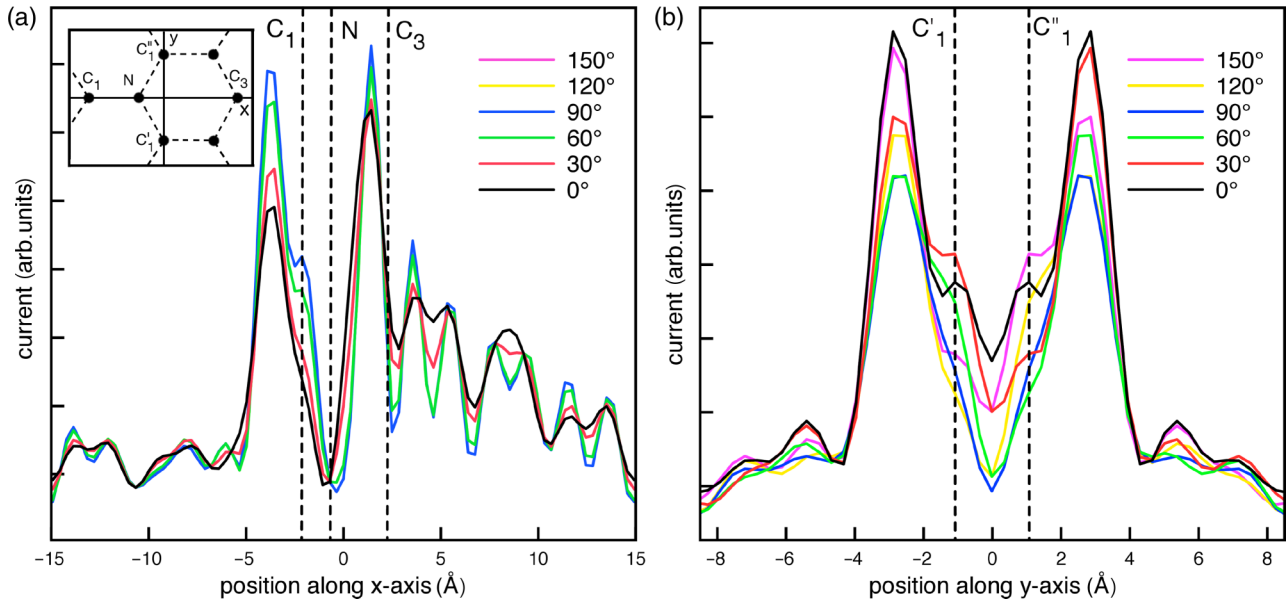 (a)
C₁ N C₃
C″₁ y
C₁ N C₃
x
C′₁
150°
120°
90°
60°
30°
0°
current (arb.units)
−15 −10 −5 0 5 10 15
position along x-axis (Å)
(b)
C′₁ C″₁
150°
120°
90°
60°
30°
0°
current (arb.units)
−8 −6 −4 −2 0 2 4 6 8
position along y-axis (Å)